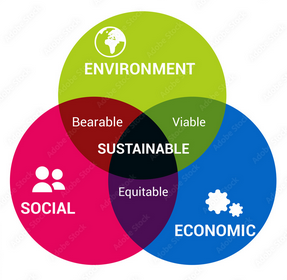 ENVIRONMENT
Bearable
Viable
SUSTAINABLE
Equitable
SOCIAL
ECONOMIC